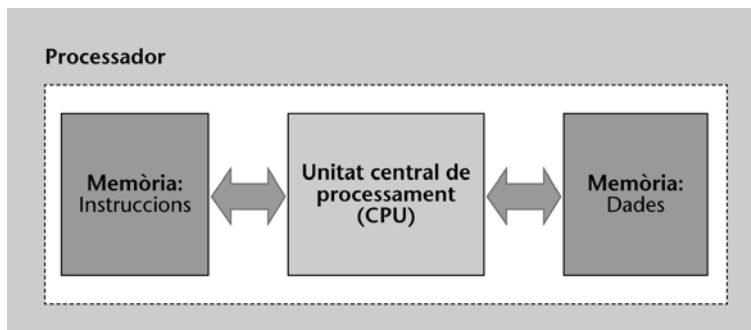 Processador
Memòria:
Instruccions
Unitat central de
processament
(CPU)
Memòria:
Dades